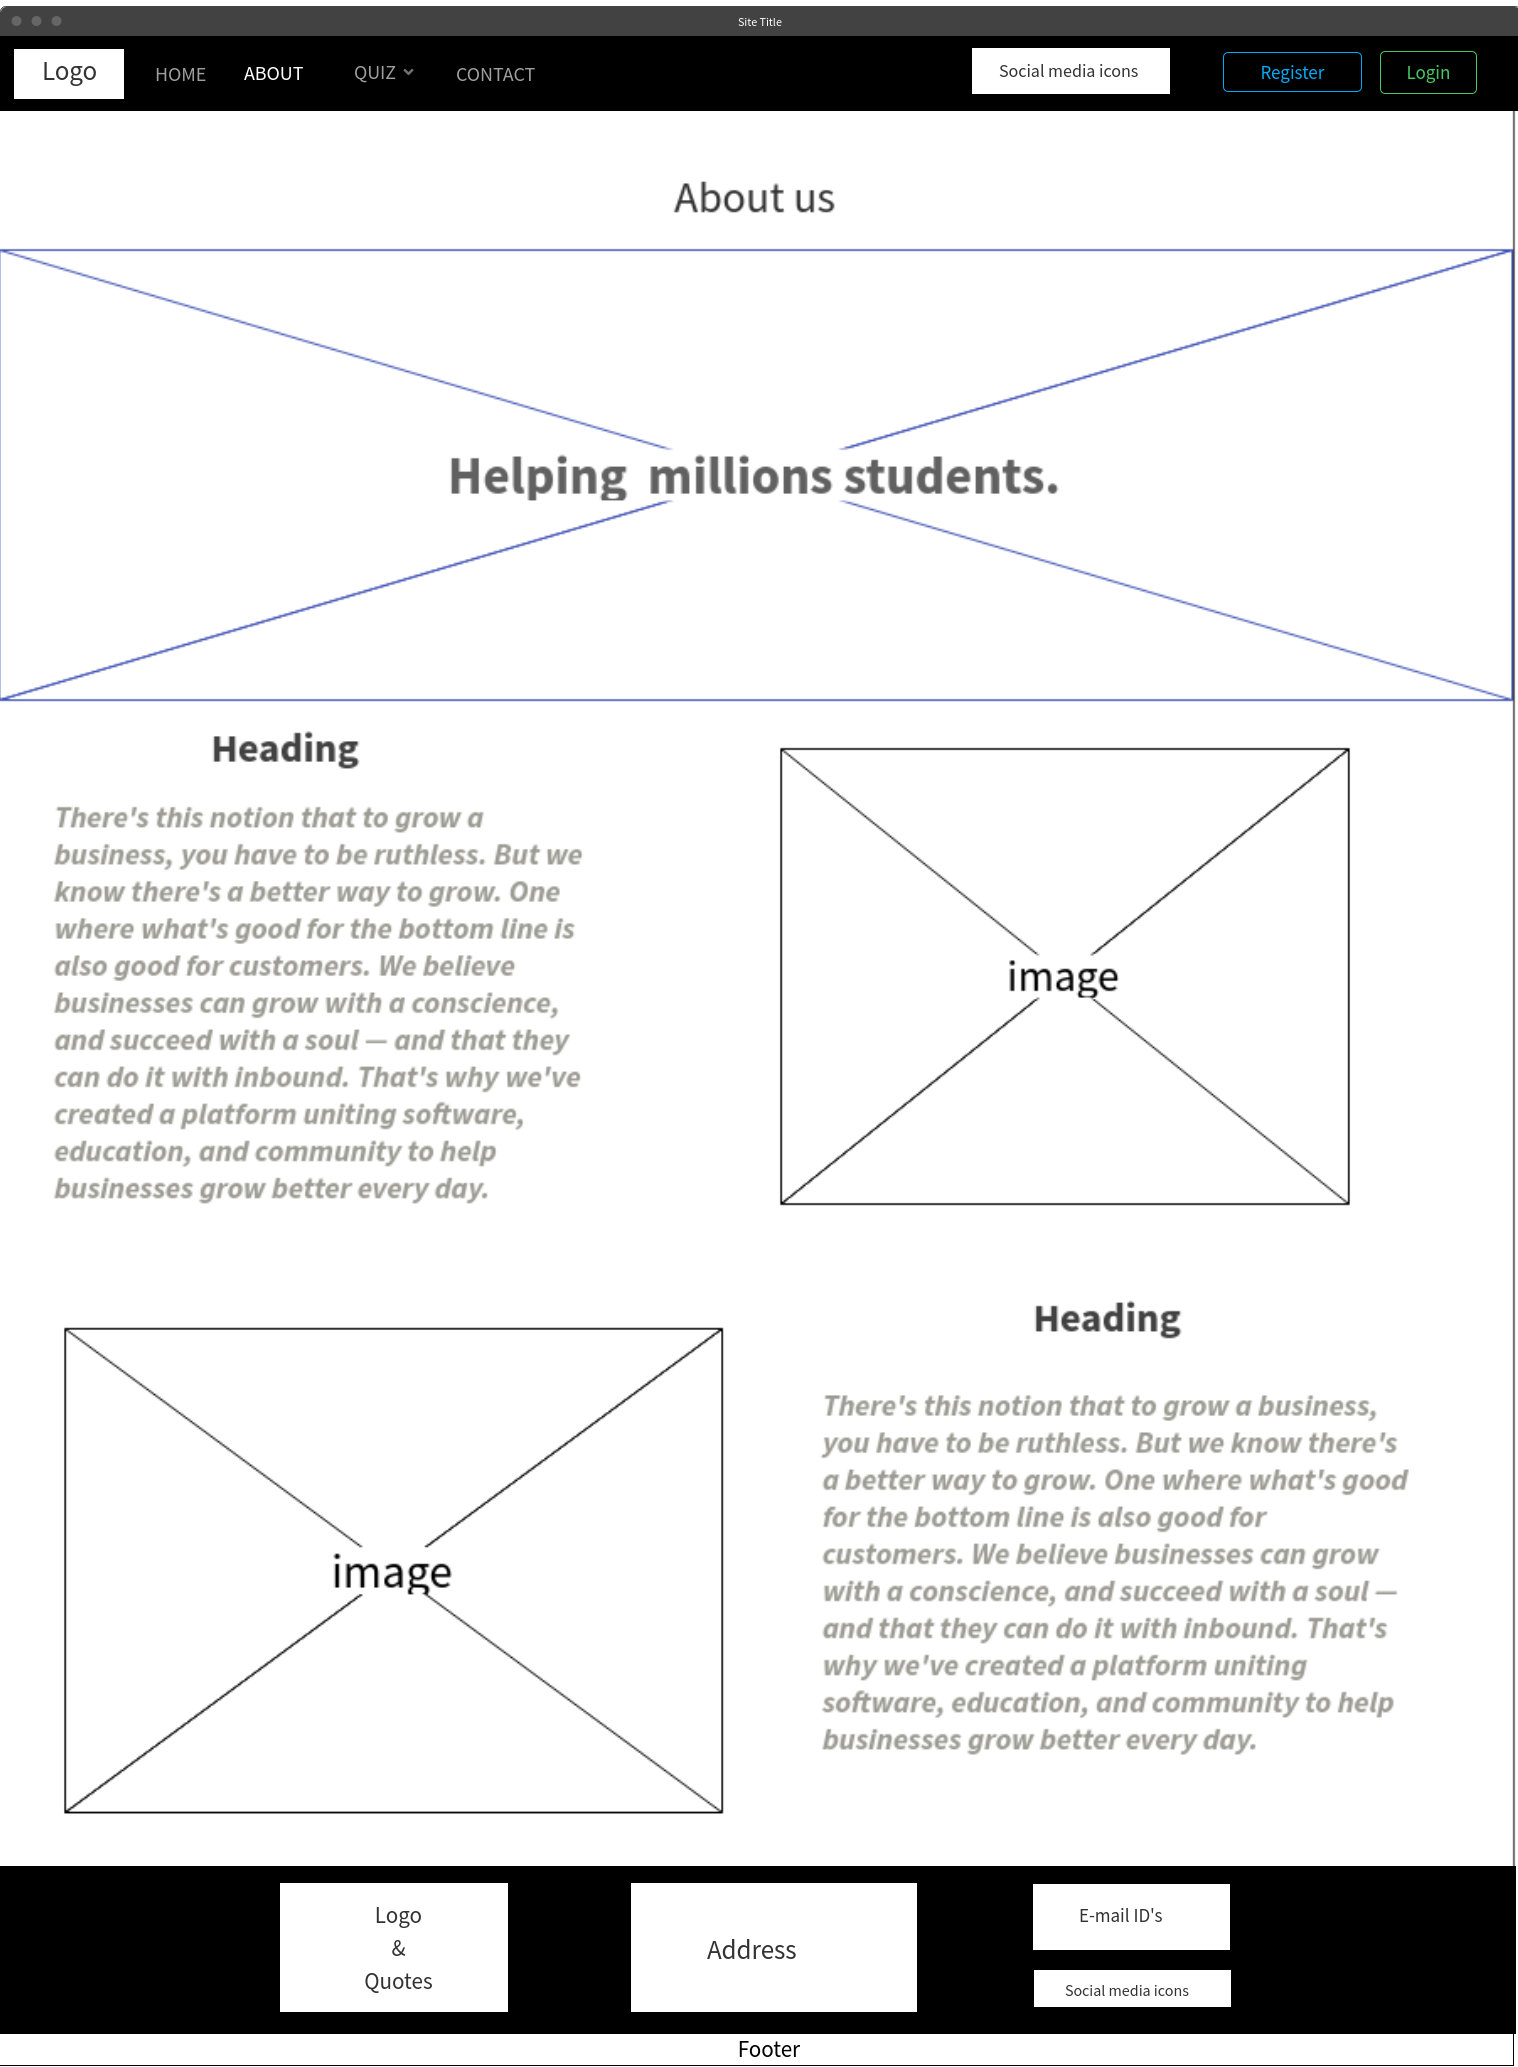 Site Title
Logo
HOME
ABOUT
QUIZ
CONTACT
Social media icons
Register
Login
About us
Helping millions students.
Heading
There's this notion that to grow a
business, you have to be ruthless. But we
know there's a better way to grow. One
where what's good for the bottom line is
also good for customers. We believe
businesses can grow with a conscience,
and succeed with a soul — and that they
can do it with inbound. That's why we've
created a platform uniting software,
education, and community to help
businesses grow better every day.
image
image
Heading
There's this notion that to grow a business,
you have to be ruthless. But we know there's
a better way to grow. One where what's good
for the bottom line is also good for
customers. We believe businesses can grow
with a conscience, and succeed with a soul —
and that they can do it with inbound. That's
why we've created a platform uniting
software, education, and community to help
businesses grow better every day.
Logo
&
Quotes
Address
E-mail ID's
Social media icons
Footer